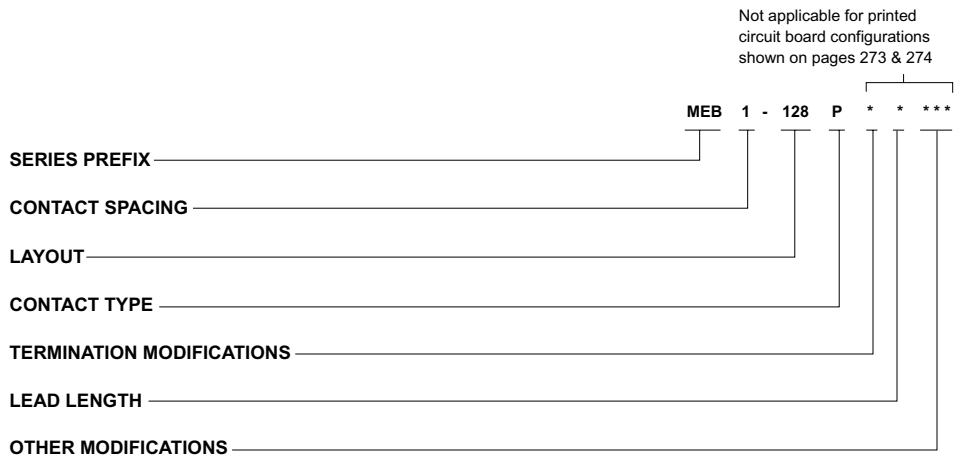 Not applicable for printed
circuit board configurations
shown on pages 273 & 274
MEB 1 - 128 P * * ***
SERIES PREFIX
CONTACT SPACING
LAYOUT
CONTACT TYPE
TERMINATION MODIFICATIONS
LEAD LENGTH
OTHER MODIFICATIONS